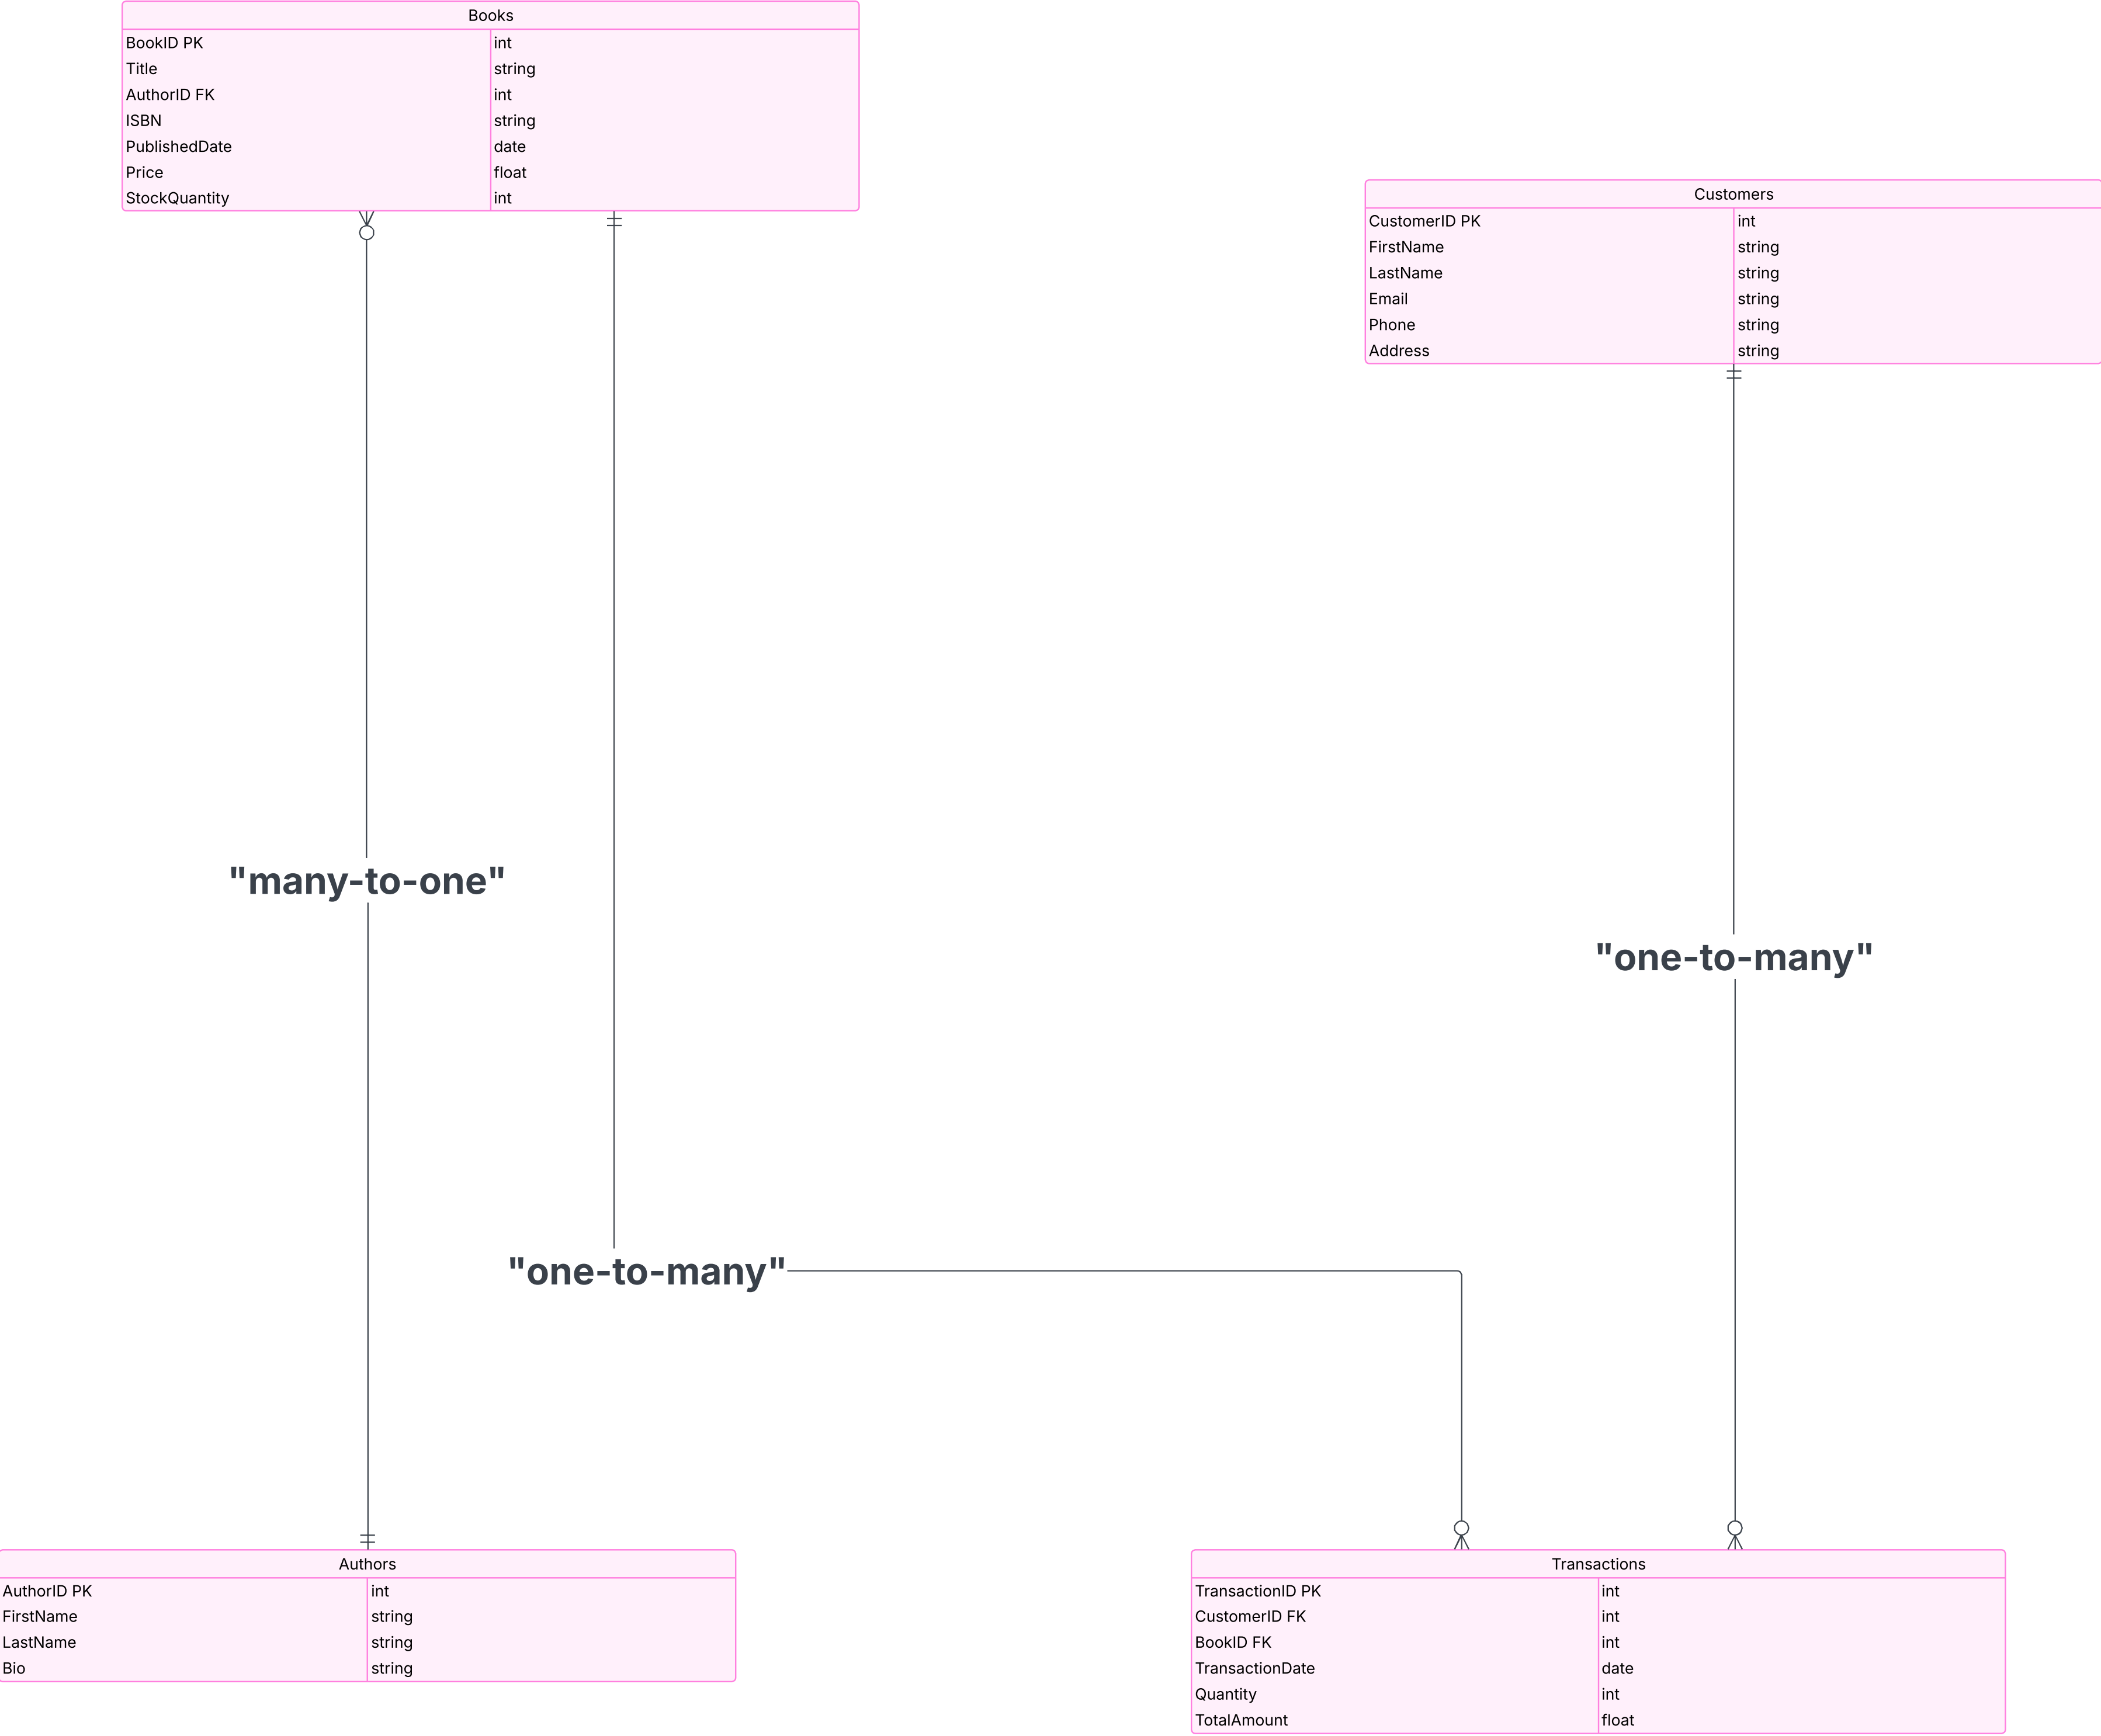 Books
BookID PK int
Title string
AuthorID FK int
ISBN string
PublishedDate date
Price float
StockQuantity int
Customers
CustomerID PK int
FirstName string
LastName string
Email string
Phone string
Address string
"many-to-one"
"one-to-many"
"one-to-many"
Authors
AuthorID PK int
FirstName string
LastName string
Bio string
Transactions
TransactionID PK int
CustomerID FK int
BookID FK int
TransactionDate date
Quantity int
TotalAmount float